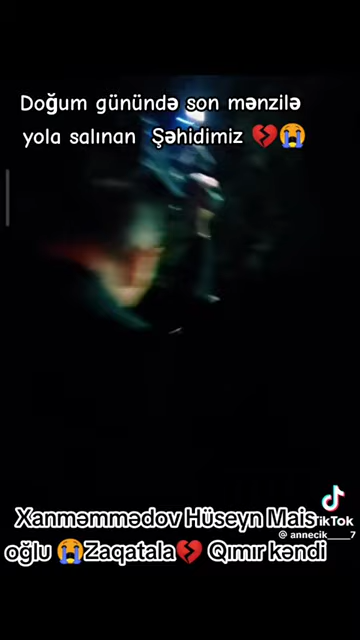 Doğum günündə son mənzilə
yola salınan Şəhidimiz 💔😭
Xanməmmədov Hüseyn Mais
oğlu 😭Zaqatala💔 Qımır kəndi
TikTok
@ annecik____7